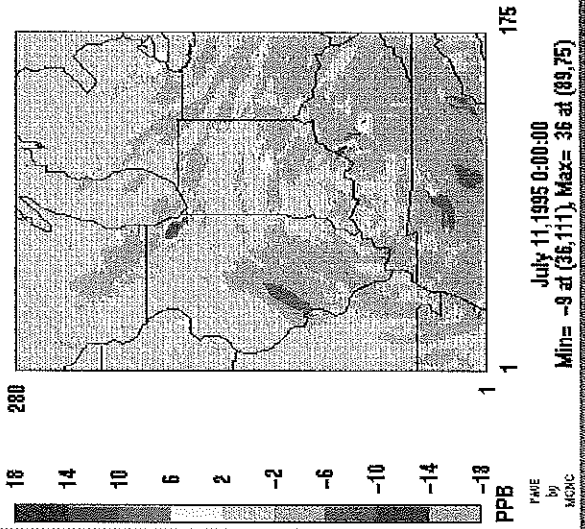 18
14
10
6
2
-2
-6
-10
-14
-18
PPB
PAVE
by
MCNC
280
1
1
175
July 11,1995 0:00:00
Min= -9 at (36,111), Max= 36 at (89,75)